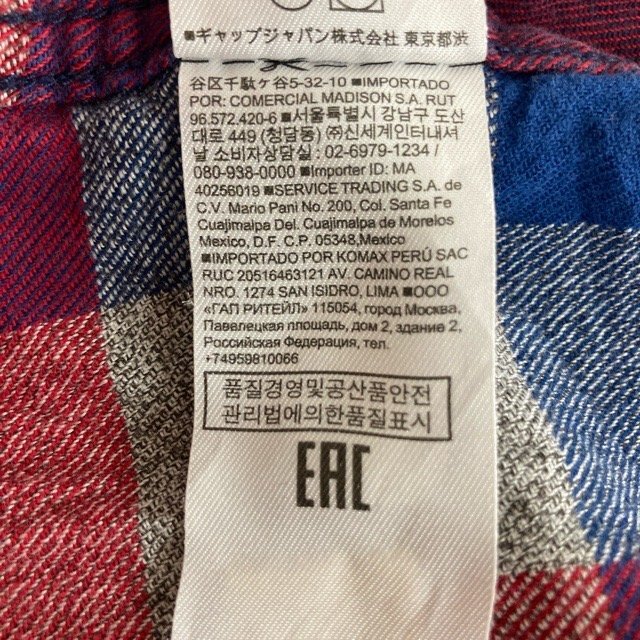 ■ギャップジャパン株式会社 東京都渋
谷区千駄ヶ谷5-32-10 ■IMPORTADO
POR: COMERCIAL MADISON S.A. RUT
96.572.420-6 ■서울특별시 강남구 도산
대로 449 (청담동) ㈜신세계인터내셔
날 소비자상담실: 02-6979-1234 /
080-938-0000 ■Importer ID: MA
40256019 ■SERVICE TRADING S.A. de
C.V. Mario Pani No. 200, Col. Santa Fe
Cuajimalpa Del. Cuajimalpa de Morelos
Mexico, D.F. C.P. 05348,Mexico
■IMPORTADO POR KOMAX PERÚ SAC
RUC 20516463121 AV. CAMINO REAL
NRO. 1274 SAN ISIDRO, LIMA ■ООО
«ГАП РИТЕЙЛ» 115054, город Москва,
Павелецкая площадь, дом 2, здание 2,
Российская Федерация, тел.
+74959810066
품질경영및공산품안전
관리법에의한품질표시
EAC